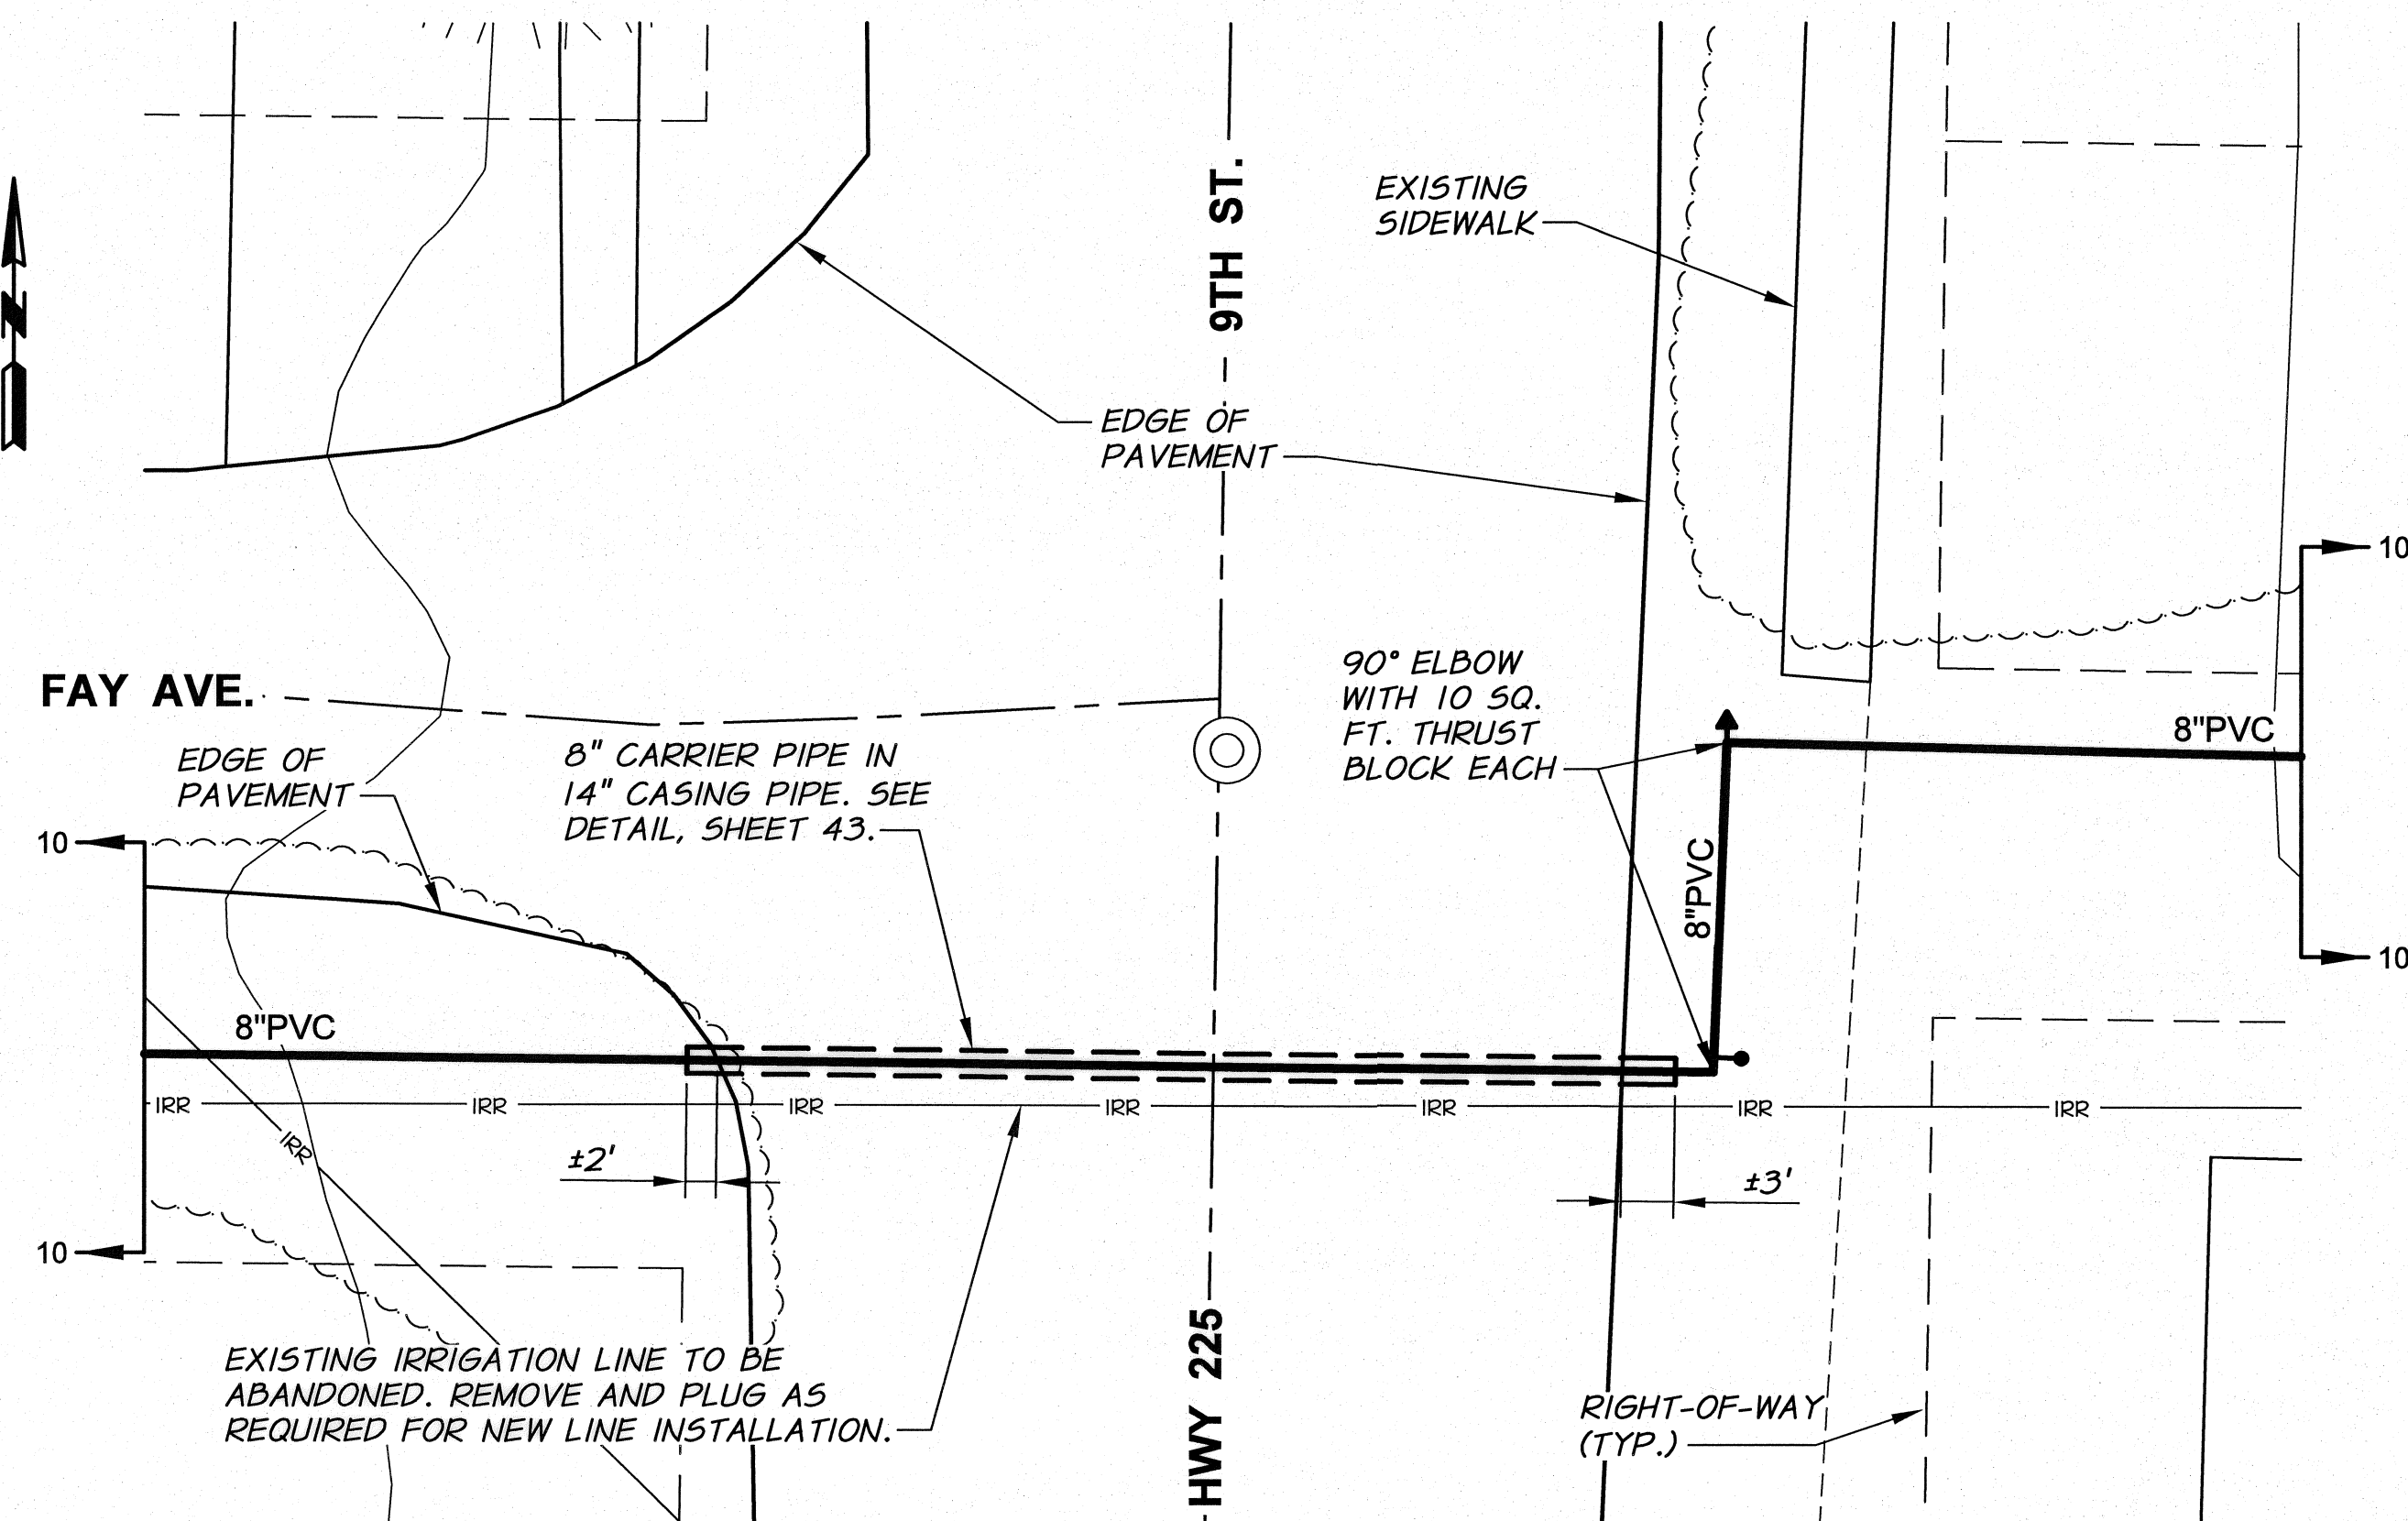 N
9TH ST.
EXISTING
SIDEWALK
EDGE OF
PAVEMENT
10
FAY AVE.
90° ELBOW
WITH 10 SQ.
FT. THRUST
BLOCK EACH
8"PVC
EDGE OF
PAVEMENT
8" CARRIER PIPE IN
14" CASING PIPE. SEE
DETAIL, SHEET 43.
10
8"PVC
10
8"PVC
IRR
IRR
IRR
IRR
IRR
IRR
IRR
IRR
±2'
±3'
10
EXISTING IRRIGATION LINE TO BE
ABANDONED. REMOVE AND PLUG AS
REQUIRED FOR NEW LINE INSTALLATION.
HWY 225
RIGHT-OF-WAY
(TYP.)